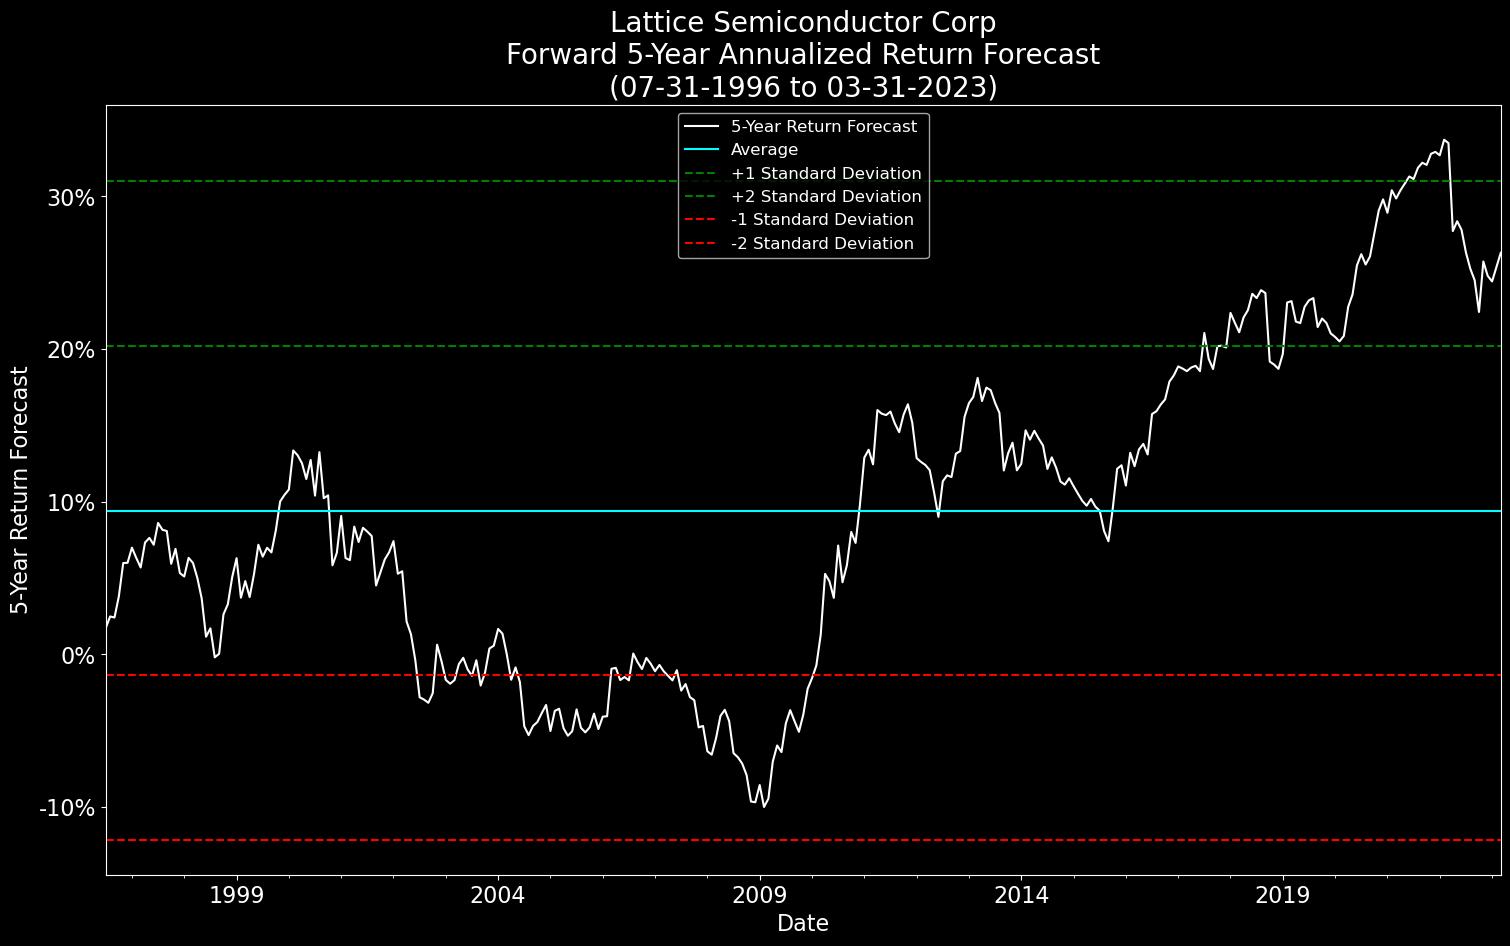 Lattice Semiconductor Corp
Forward 5-Year Annualized Return Forecast
(07-31-1996 to 03-31-2023)
5-Year Return Forecast
Average
+1 Standard Deviation
+2 Standard Deviation
-1 Standard Deviation
-2 Standard Deviation
5-Year Return Forecast
30%
20%
10%
0%
-10%
1999
2004
2009
2014
2019
Date